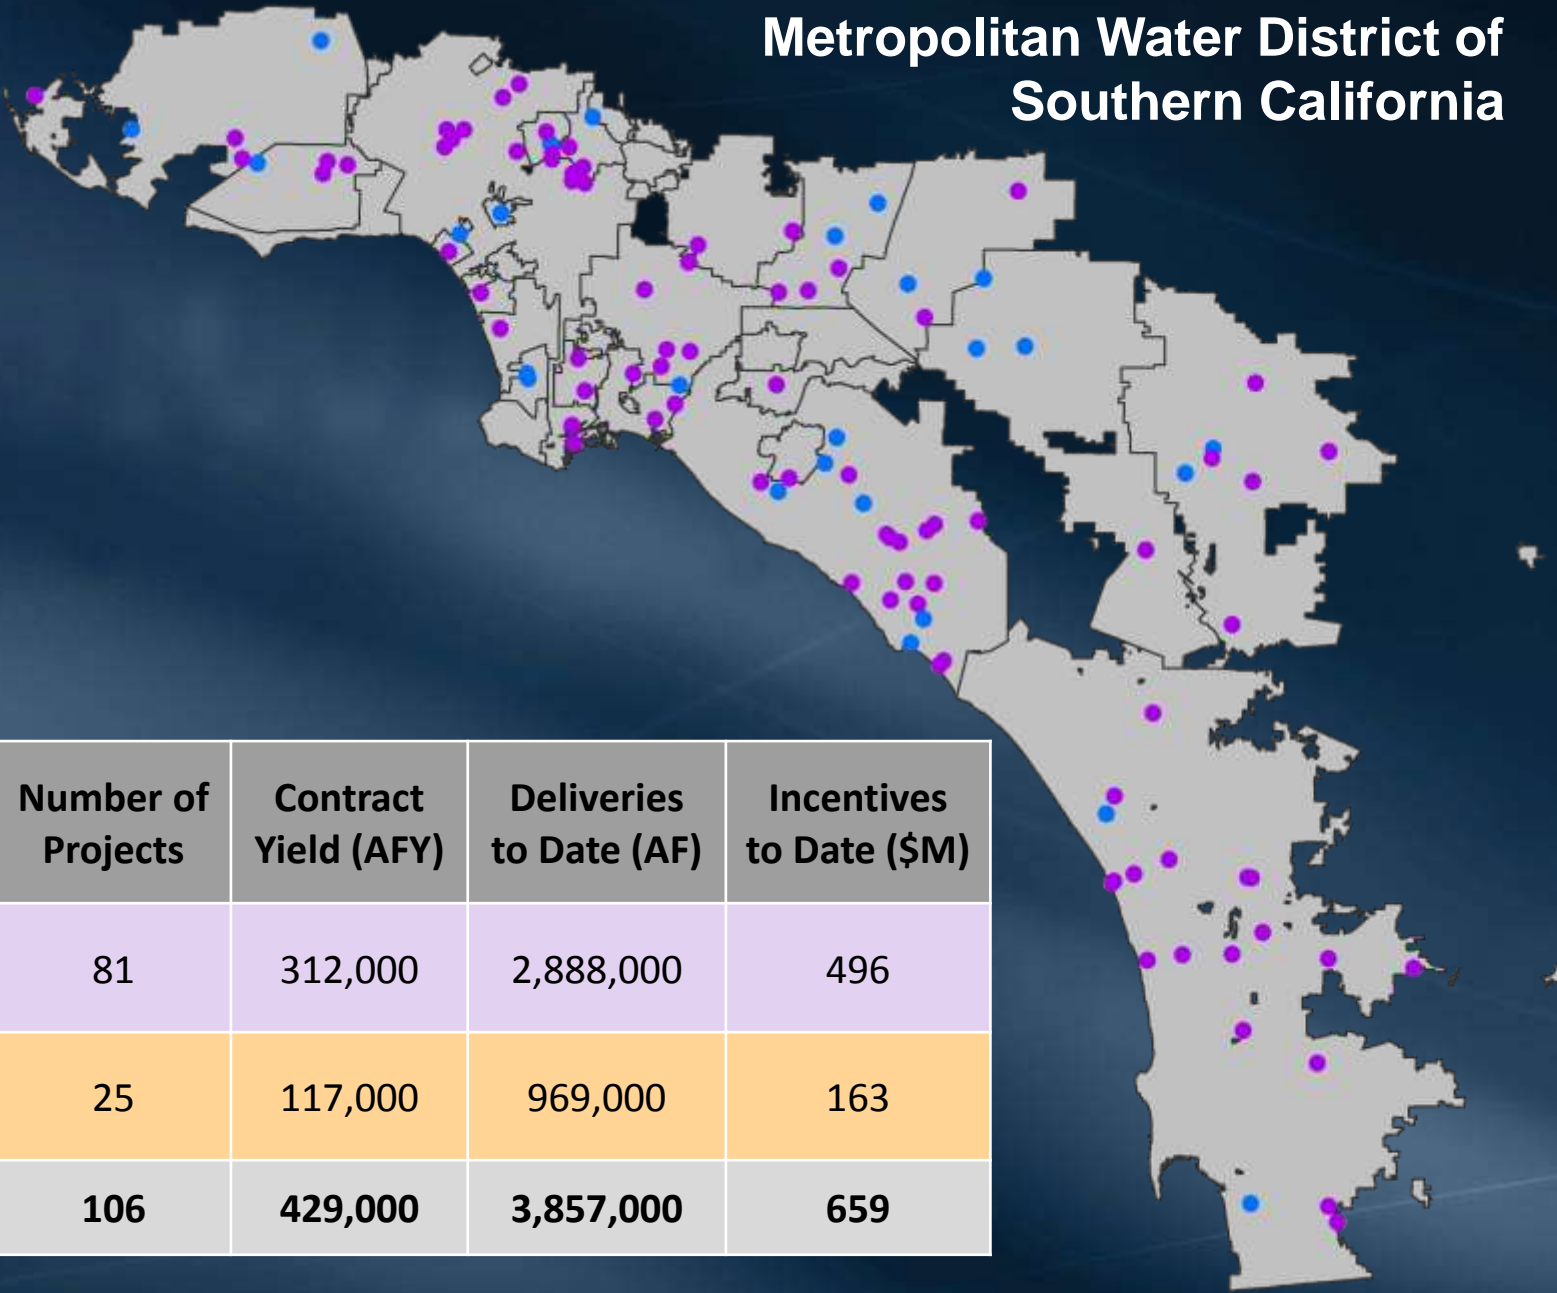 Metropolitan Water District of
Southern California
Number of Projects Contract Yield (AFY) Deliveries to Date (AF) Incentives to Date ($M)
81 312,000 2,888,000 496
25 117,000 969,000 163
106 429,000 3,857,000 659